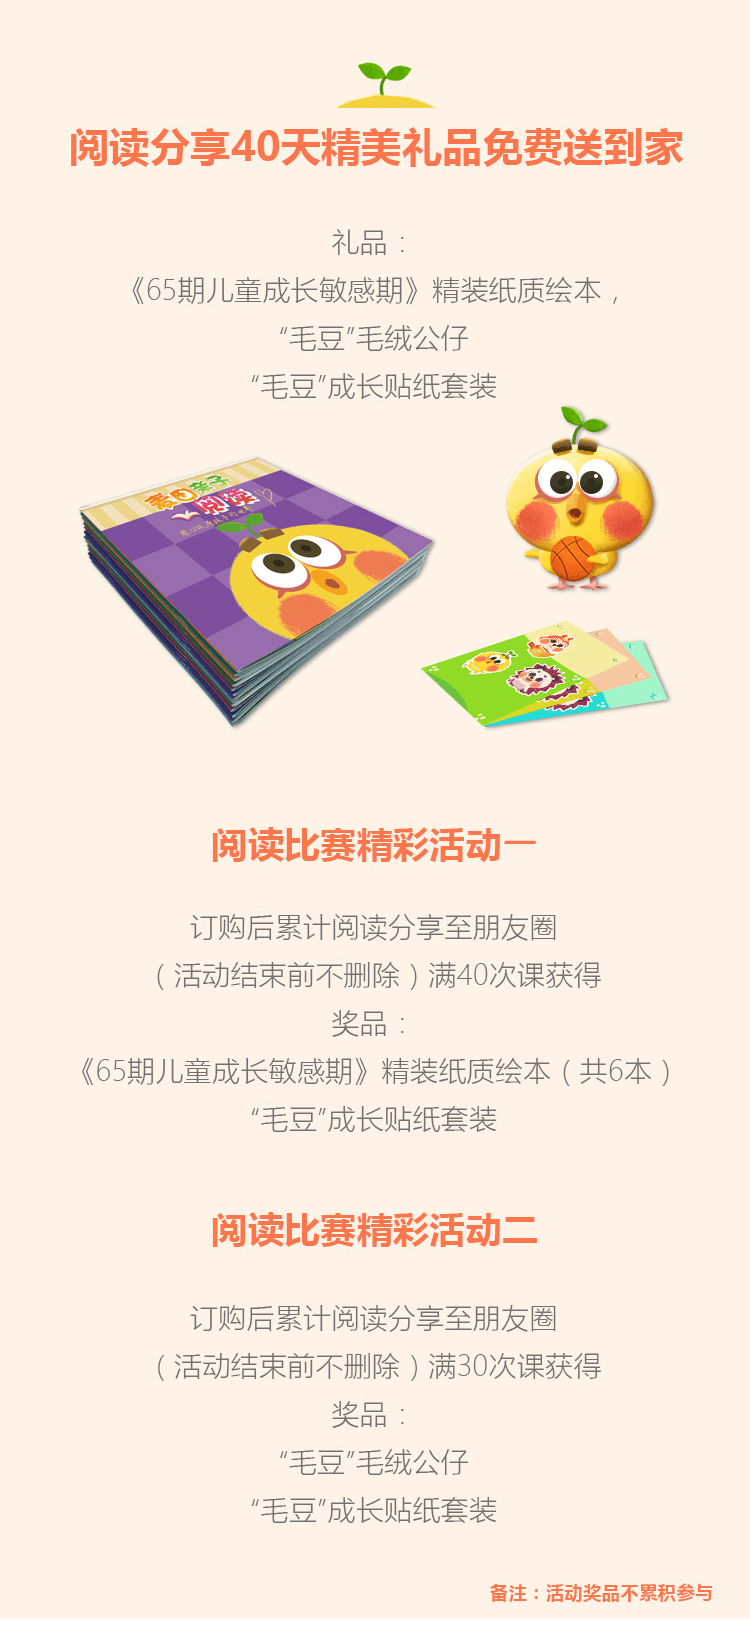 阅读分享40天精美礼品免费送到家
礼品：
《65期儿童成长敏感期》精装纸质绘本，
“毛豆”毛绒公仔
“毛豆”成长贴纸套装
麦田亲子
阅读
阅读比赛精彩活动一
订购后累计阅读分享至朋友圈
（活动结束前不删除）满40次课获得
奖品：
《65期儿童成长敏感期》精装纸质绘本（共6本）
“毛豆”成长贴纸套装
阅读比赛精彩活动二
订购后累计阅读分享至朋友圈
（活动结束前不删除）满30次课获得
奖品：
“毛豆”毛绒公仔
“毛豆”成长贴纸套装
备注：活动奖品不累积参与